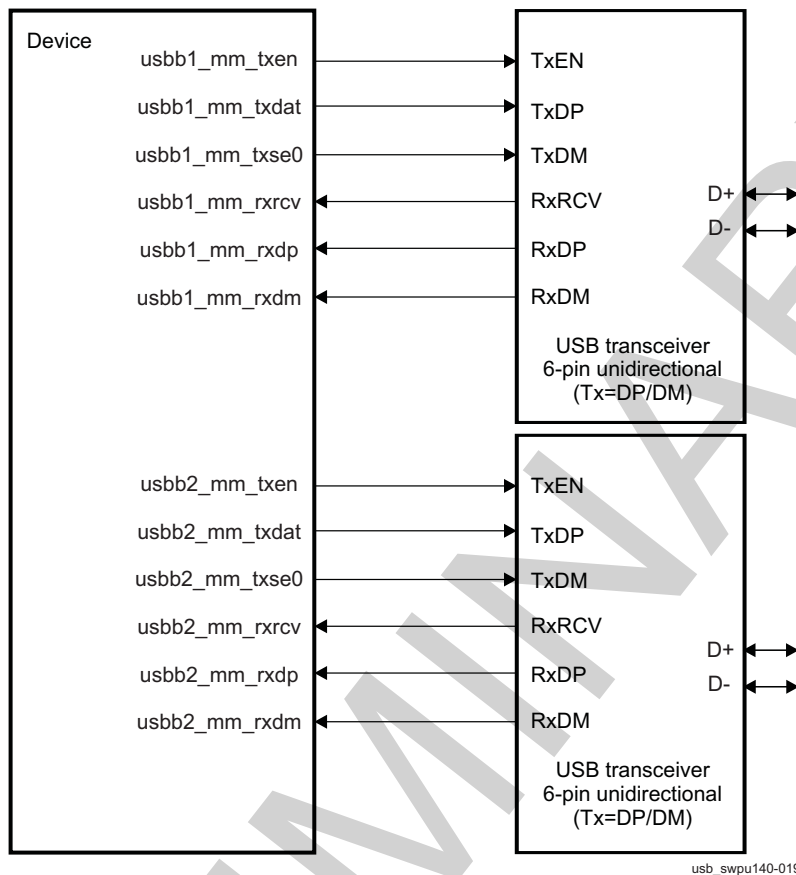 Device
usbb1_mm_txen
TxEN
usbb1_mm_txdat
TxDP
usbb1_mm_txse0
TxDM
usbb1_mm_rxrcv
RxRCV
D+
usbb1_mm_rxdp
RxDP
D-
usbb1_mm_rxdm
RxDM
USB transceiver
6-pin unidirectional
(Tx=DP/DM)
usbb2_mm_txen
TxEN
usbb2_mm_txdat
TxDP
usbb2_mm_txse0
TxDM
usbb2_mm_rxrcv
RxRCV
D+
usbb2_mm_rxdp
RxDP
D-
usbb2_mm_rxdm
RxDM
USB transceiver
6-pin unidirectional
(Tx=DP/DM)
usb_swpu140-019